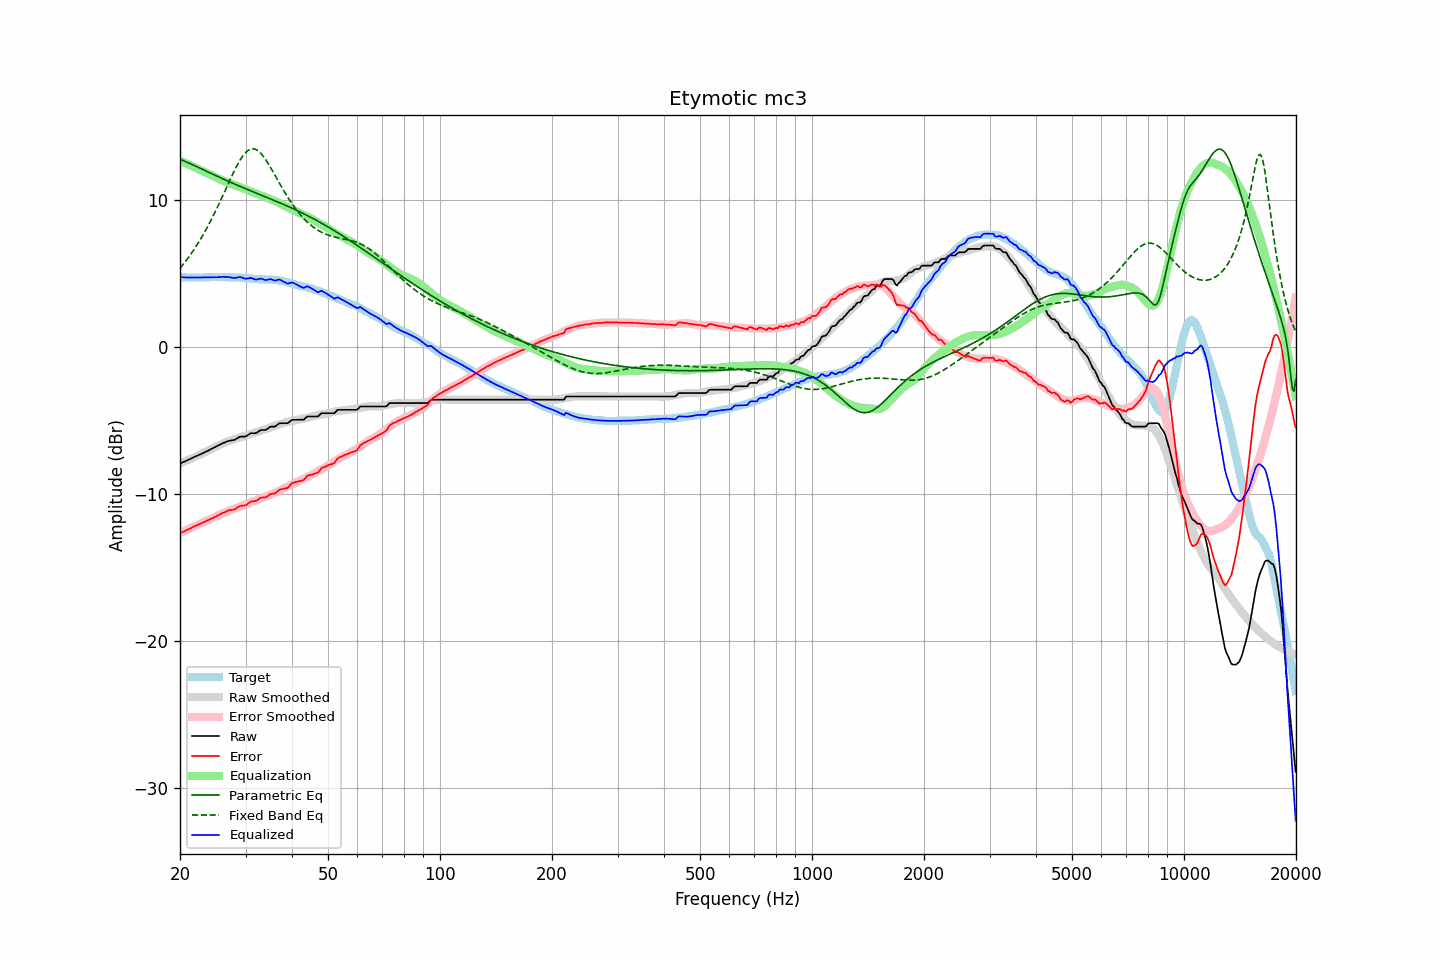 Etymotic mc3
Amplitude (dBr)
10
0
−10
−20
−30
Target
Raw Smoothed
Error Smoothed
Raw
Error
Equalization
Parametric Eq
Fixed Band Eq
Equalized
20 50 100 200 500 1000 2000 5000 10000 20000
Frequency (Hz)